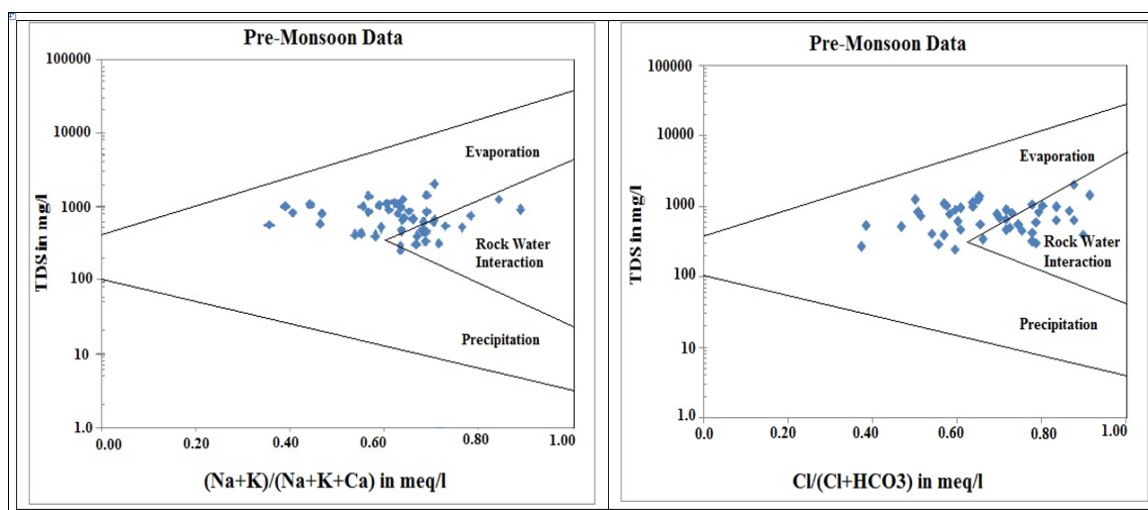 Pre-Monsoon Data
100000
10000
1000
100
10
1.0
TDS in mg/l
Evaporation
Rock Water
Interaction
Precipitation
0.00 0.20 0.40 0.60 0.80 1.00
(Na+K)/(Na+K+Ca) in meq/l
Pre-Monsoon Data
100000
10000
1000
100
10
1.0
TDS in mg/l
Evaporation
Rock Water
Interaction
Precipitation
0.0 0.20 0.40 0.60 0.80 1.00
Cl/(Cl+HCO3) in meq/l